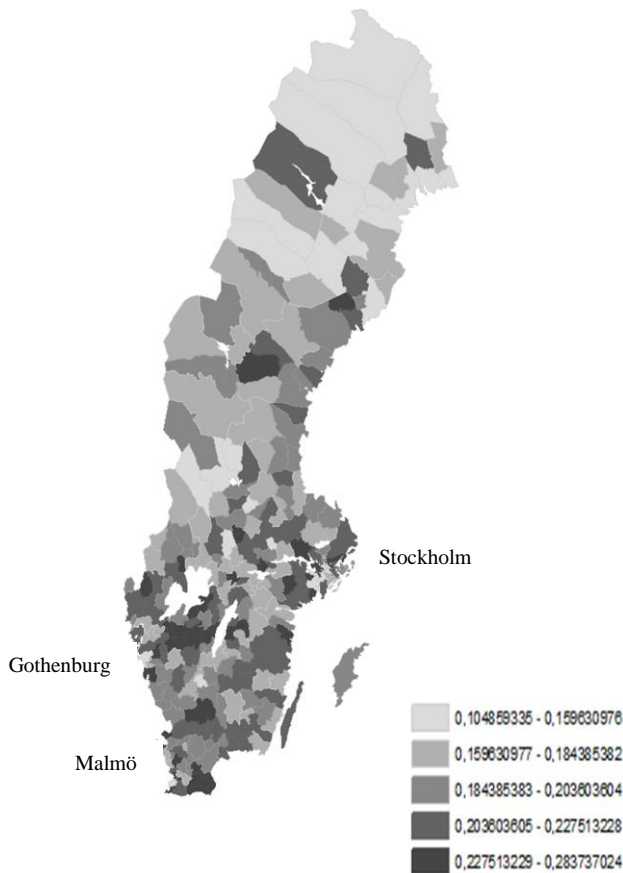 Stockholm
Gothenburg
Malmö
0,104859335 - 0,159630976
0,159630977 - 0,184385382
0,184385383 - 0,203603604
0,203603605 - 0,227513228
0,227513229 - 0,283737024